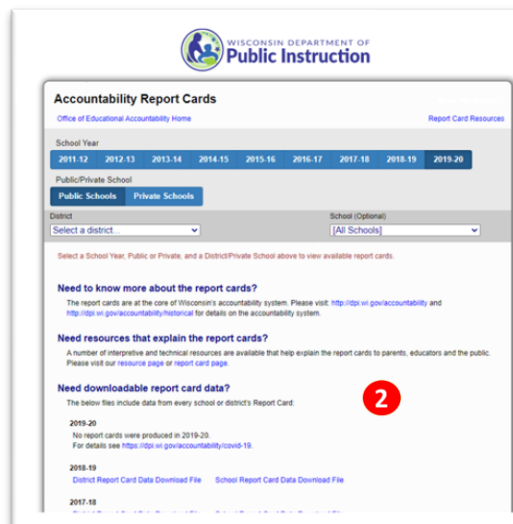 WISCONSIN DEPARTMENT OF
Public Instruction
Accountability Report Cards
Office of Educational Accountability Home
Report Card Resources
School Year
2011-12 2012-13 2013-14 2014-15 2015-16 2016-17 2017-18 2018-19 2019-20
Public/Private School
Public Schools Private Schools
District School (Optional)
Select a district... [All Schools]
Select a School Year, Public or Private, and a District/Private School above to view available report cards.
Need to know more about the report cards?
The report cards are at the core of Wisconsin's accountability system. Please visit: http://dpi.wi.gov/accountability and
http://dpi.wi.gov/accountability/historical for details on the accountability system.
Need resources that explain the report cards?
A number of interpretive and technical resources are available that help explain the report cards to parents, educators and the public.
Please visit our resource page or report card page.
Need downloadable report card data?
The below files include data from every school or district's Report Card:
2
2019-20
No report cards were produced in 2019-20.
For details see https://dpi.wi.gov/accountability/covid-19.
2018-19
District Report Card Data Download File School Report Card Data Download File
2017-18